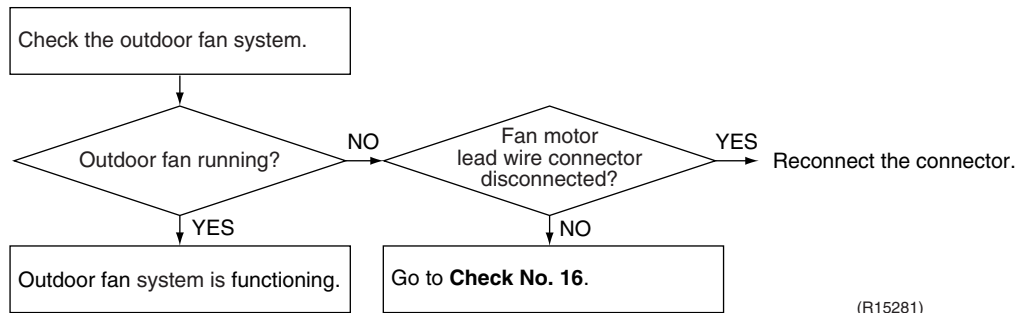 Check the outdoor fan system.
Outdoor fan running?
NO
Fan motor
lead wire connector
disconnected?
YES
Reconnect the connector.
YES
NO
Outdoor fan system is functioning.
Go to Check No. 16.
(R15281)